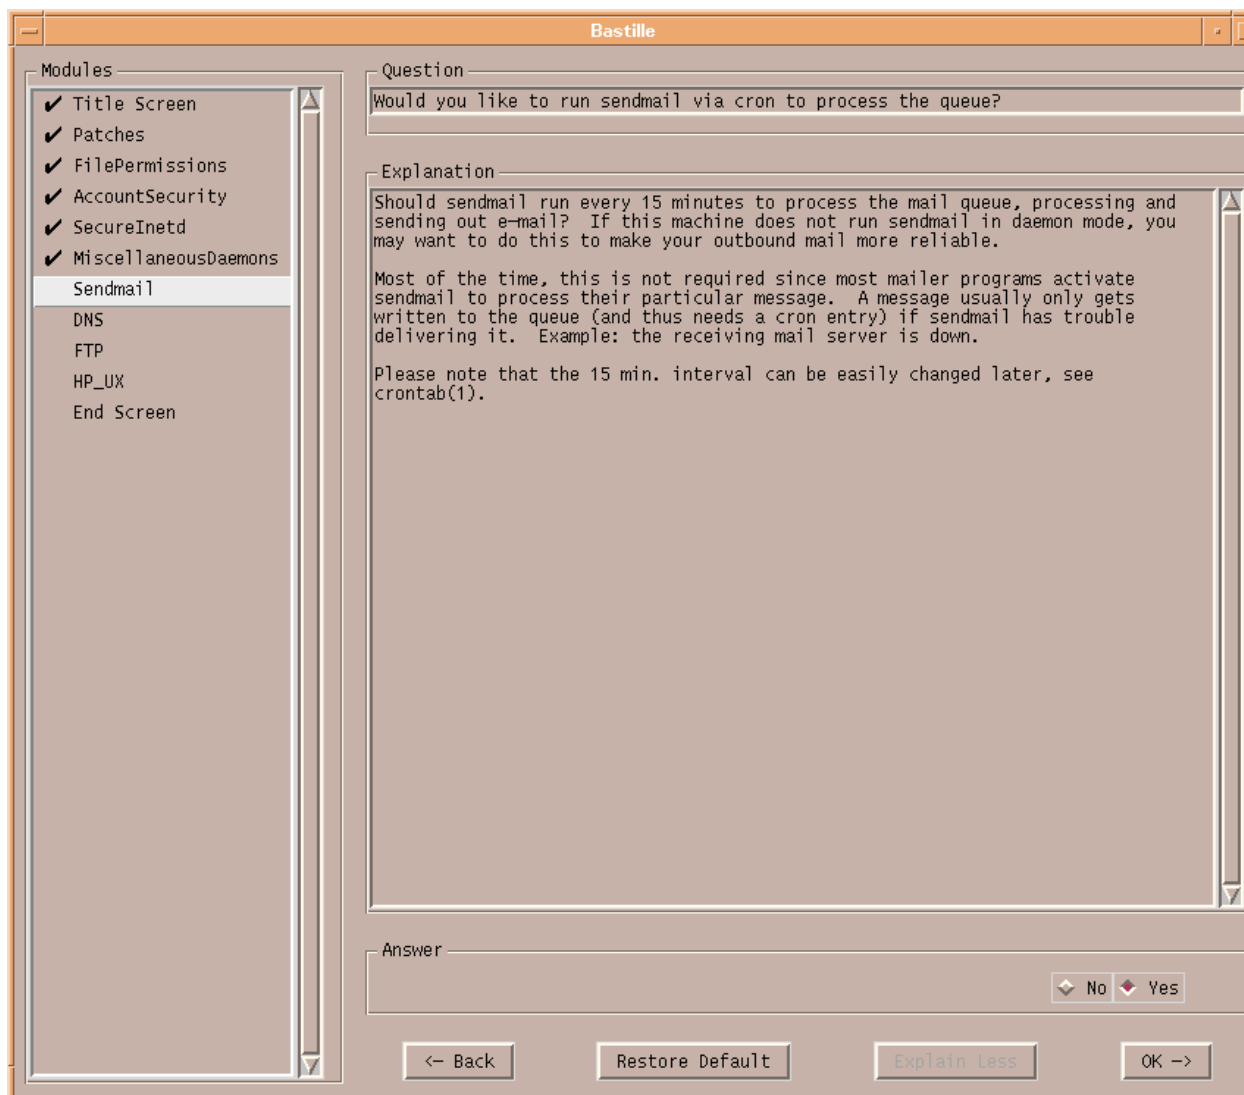 Bastille
Modules
Title Screen
Patches
FilePermissions
AccountSecurity
SecureInetd
MiscellaneousDaemons
Sendmail
DNS
FTP
HP_UX
End Screen
Question
Would you like to run sendmail via cron to process the queue?
Explanation
Should sendmail run every 15 minutes to process the mail queue, processing and
sending out e-mail?  If this machine does not run sendmail in daemon mode, you
may want to do this to make your outbound mail more reliable.
Most of the time, this is not required since most mailer programs activate
sendmail to process their particular message.  A message usually only gets
written to the queue (and thus needs a cron entry) if sendmail has trouble
delivering it.  Example: the receiving mail server is down.
Please note that the 15 min. interval can be easily changed later, see
crontab(1).
Answer
No Yes
<- Back Restore Default Explain Less OK ->